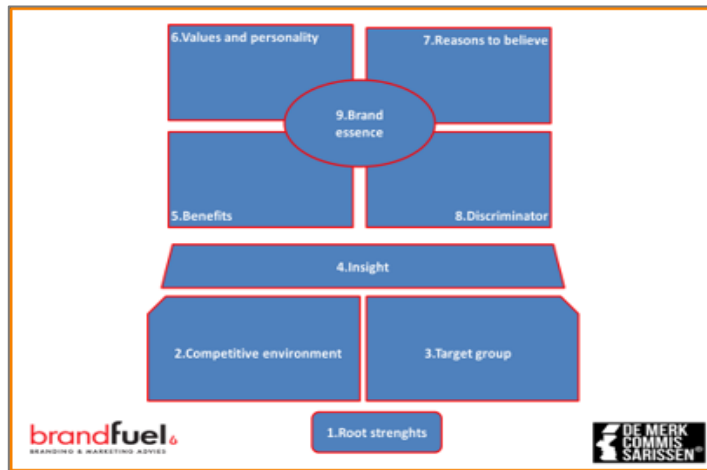 6.Values and personality
7.Reasons to believe
9.Brand
essence
5.Benefits
8.Discriminator
4.Insight
2.Competitive environment
3.Target group
1.Root strenghts
brandfuel
BRANDING & MARKETING ADVIES
DE MERK
COMMIS
SARISSEN®